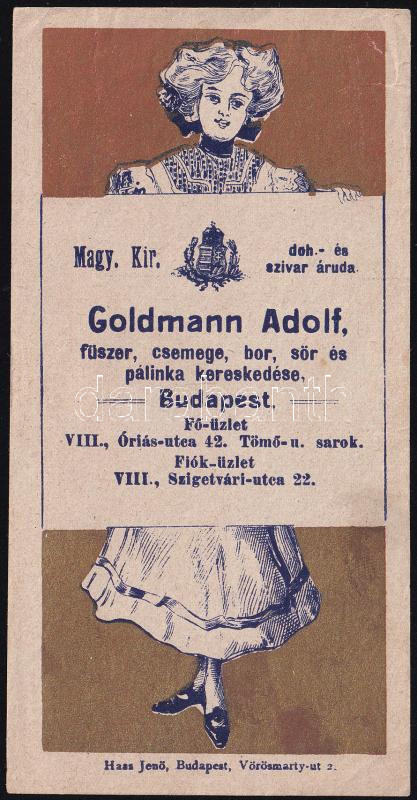 Magy. Kir.
doh.- és
szivar áruda.
Goldmann Adolf,
fűszer, csemege, bor, sör és
pálinka kereskedése,
Budapest,
Fő-üzlet
VIII., Óriás-utca 42. Tömő-u. sarok.
Fiók-üzlet
VIII., Szigetvári-utca 22.
Haas Jenö, Budapest, Vörösmarty-ut 2.